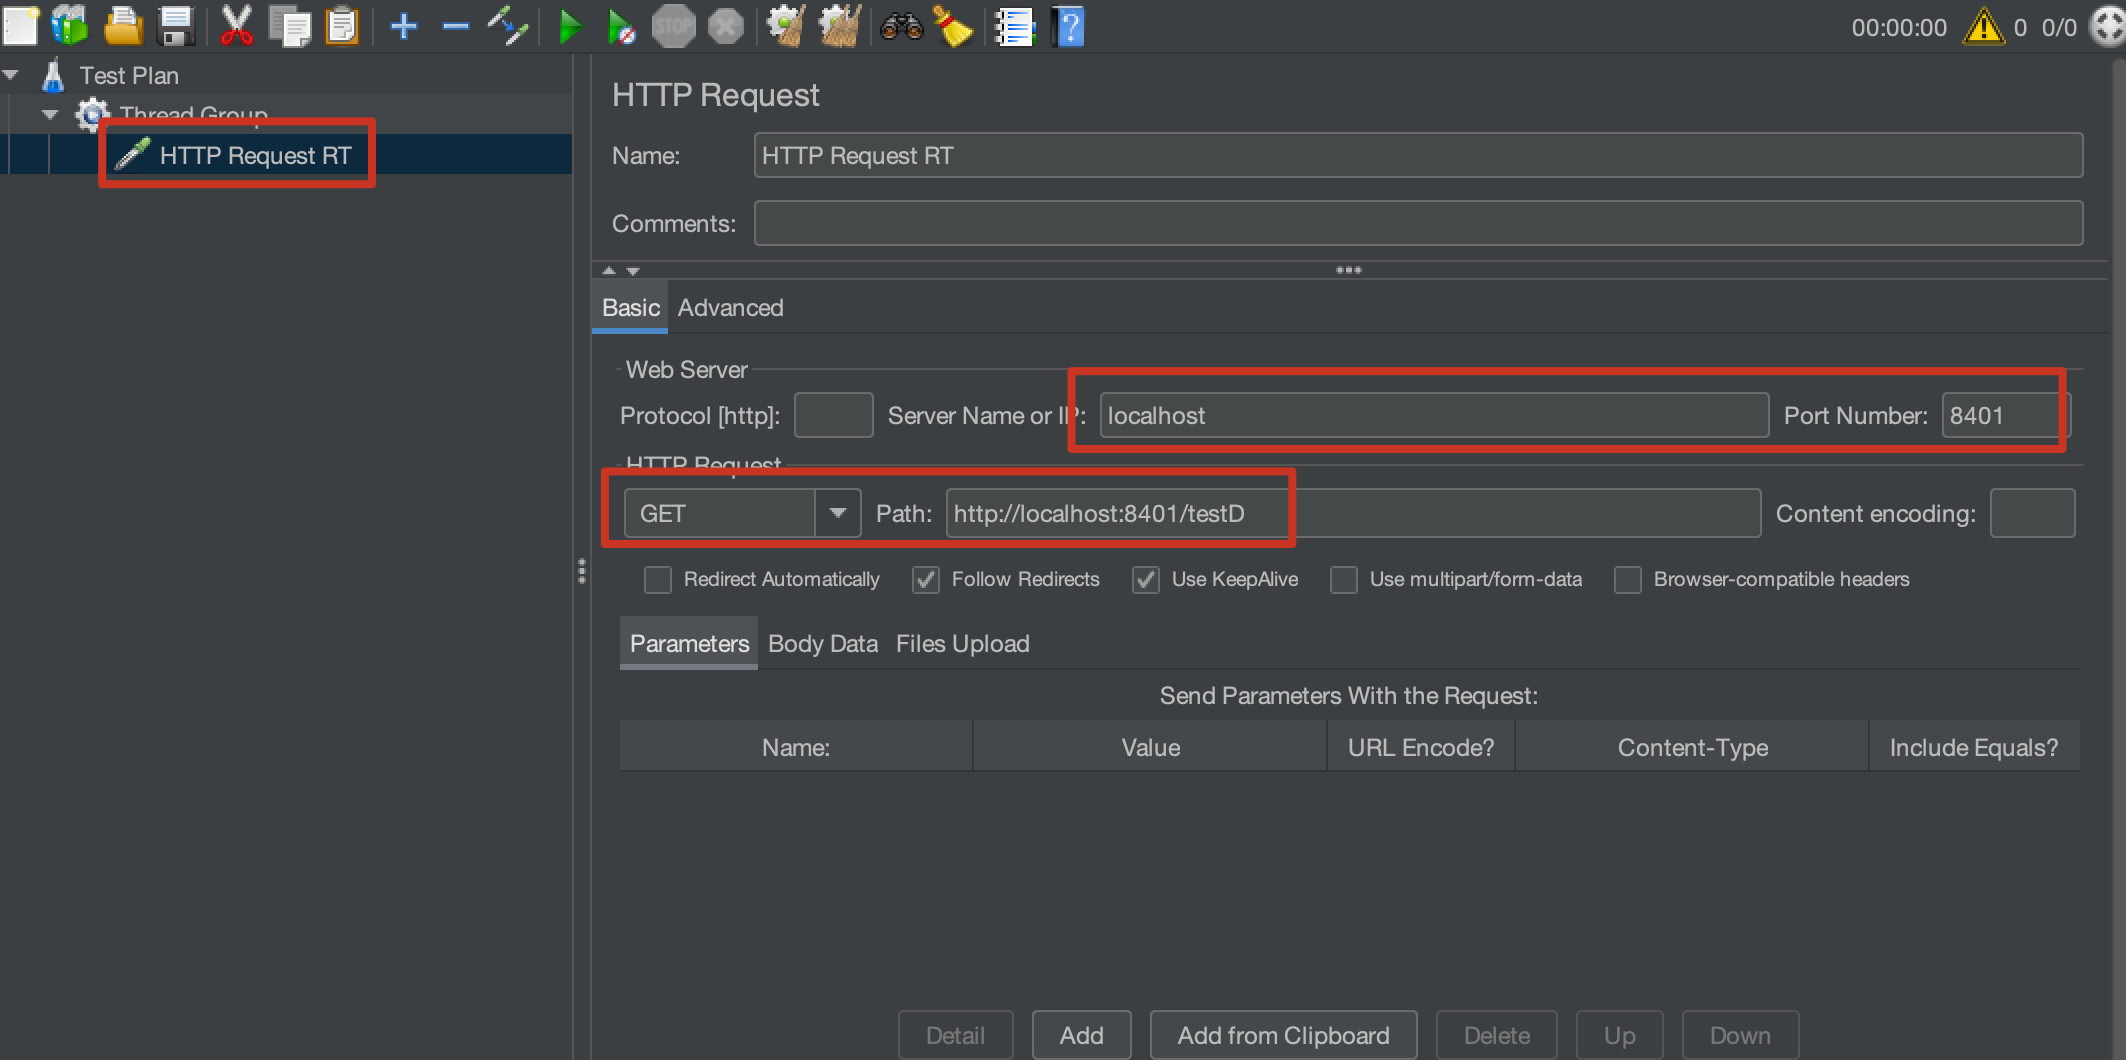 STOP
00:00:00 0 0/0
Test Plan
Thread Group
HTTP Request RT
HTTP Request
Name: HTTP Request RT
Comments:
Basic Advanced
Web Server
Protocol [http]: Server Name or IP: localhost Port Number: 8401
HTTP Request
GET Path: http://localhost:8401/testD Content encoding:
Redirect Automatically Follow Redirects Use KeepAlive Use multipart/form-data Browser-compatible headers
Parameters Body Data Files Upload
Send Parameters With the Request:
Name: Value URL Encode? Content-Type Include Equals?
Detail Add Add from Clipboard Delete Up Down